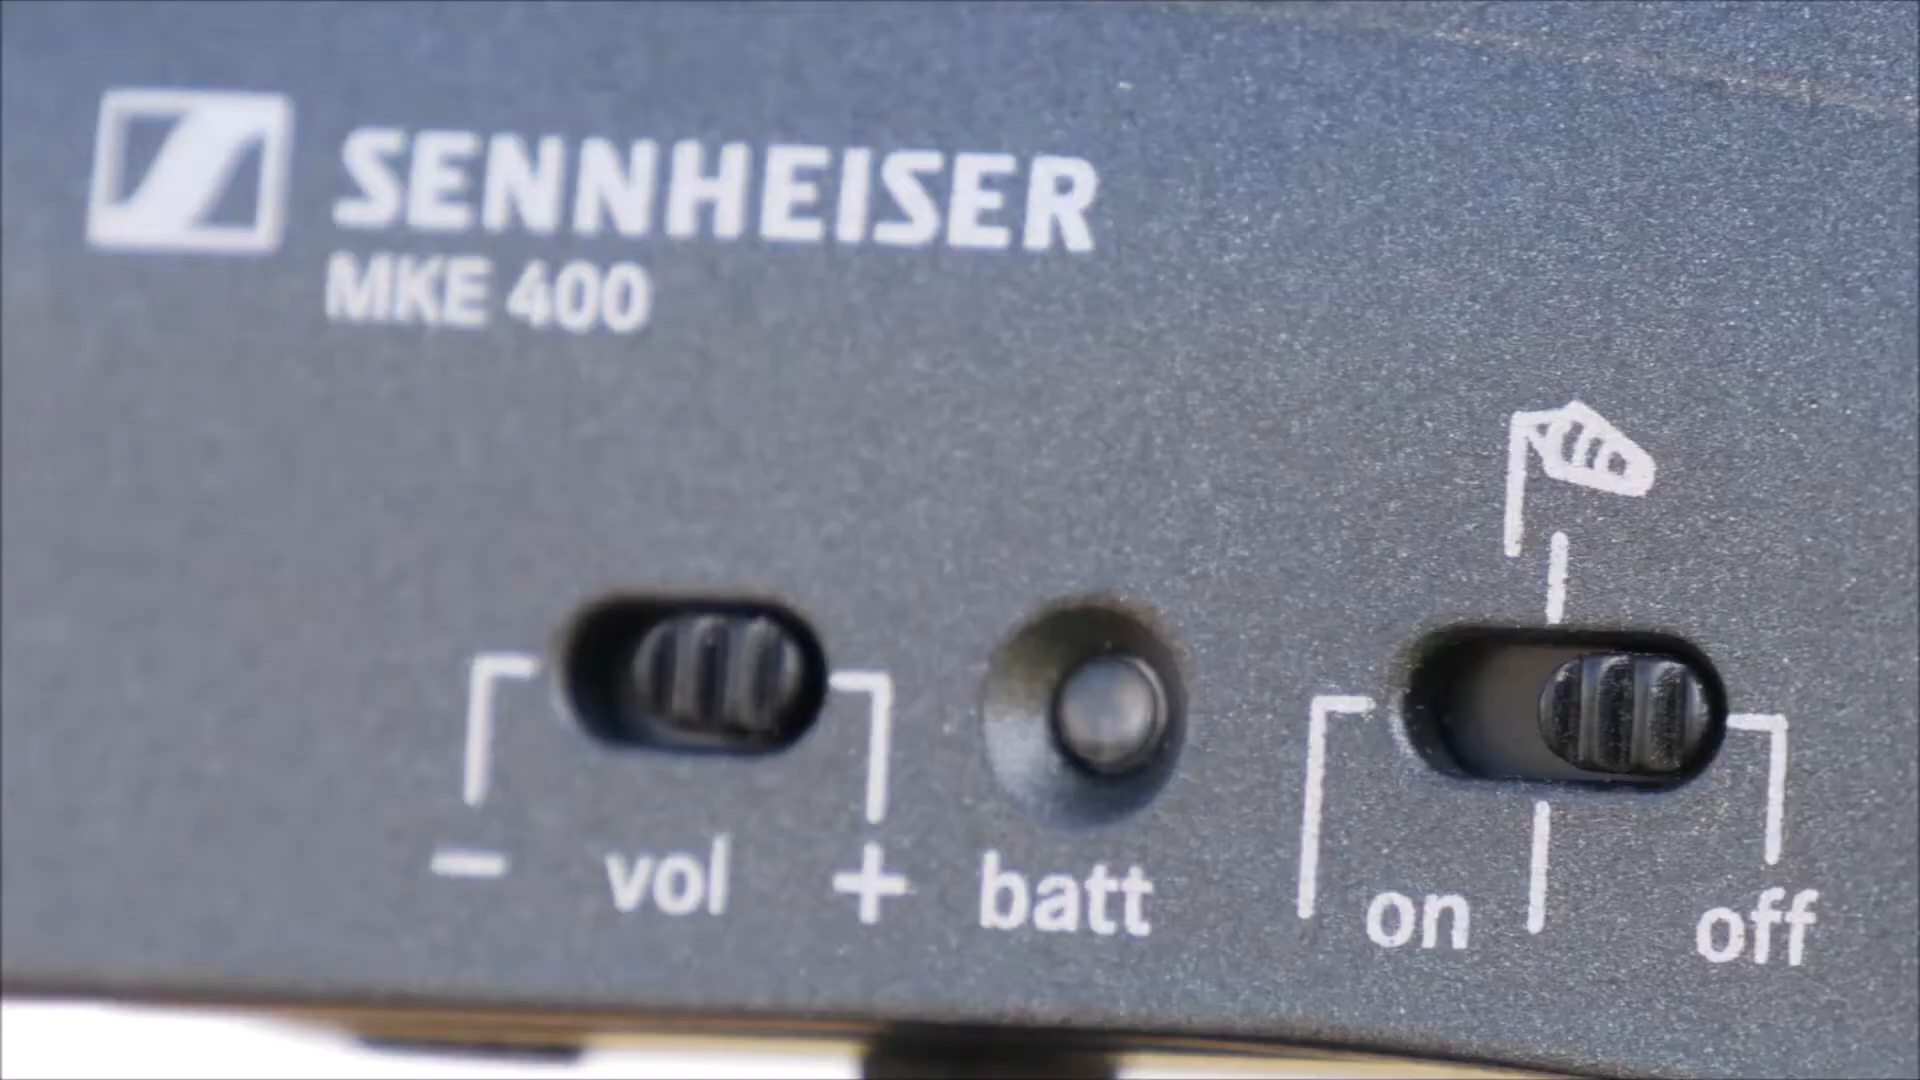 SENNHEISER
MKE 400
− vol + batt on off